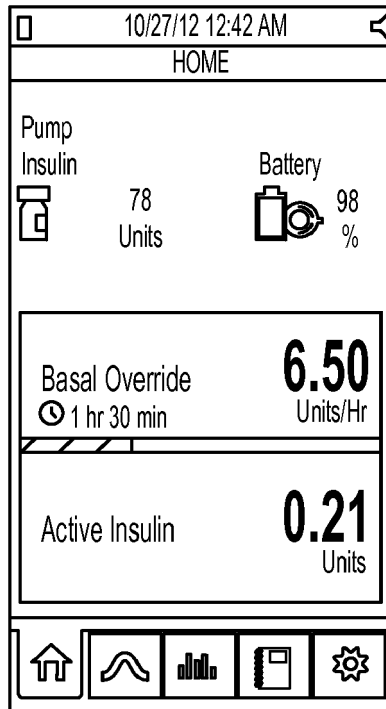 10/27/12 12:42 AM
HOME
Pump
Insulin
78
Units
Battery
98
%
Basal Override
1 hr 30 min
6.50
Units/Hr
Active Insulin
0.21
Units